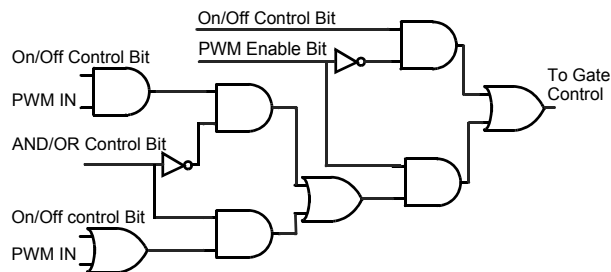 On/Off Control Bit
PWM Enable Bit
On/Off Control Bit
PWM IN
To Gate
Control
AND/OR Control Bit
On/Off control Bit
PWM IN